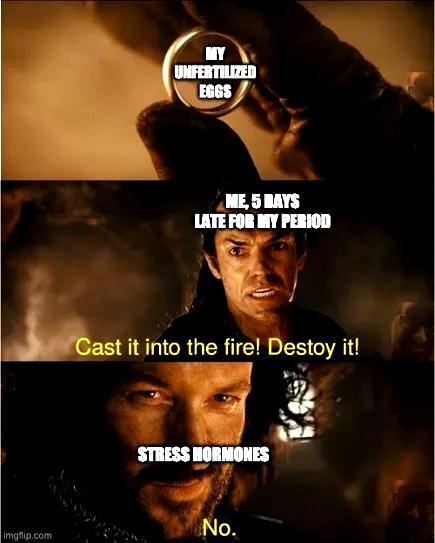 MY
UNFERTILIZED
EGGS
ME, 5 DAYS
LATE FOR MY PERIOD
Cast it into the fire! Destoy it!
STRESS HORMONES
No.
imgflip.com